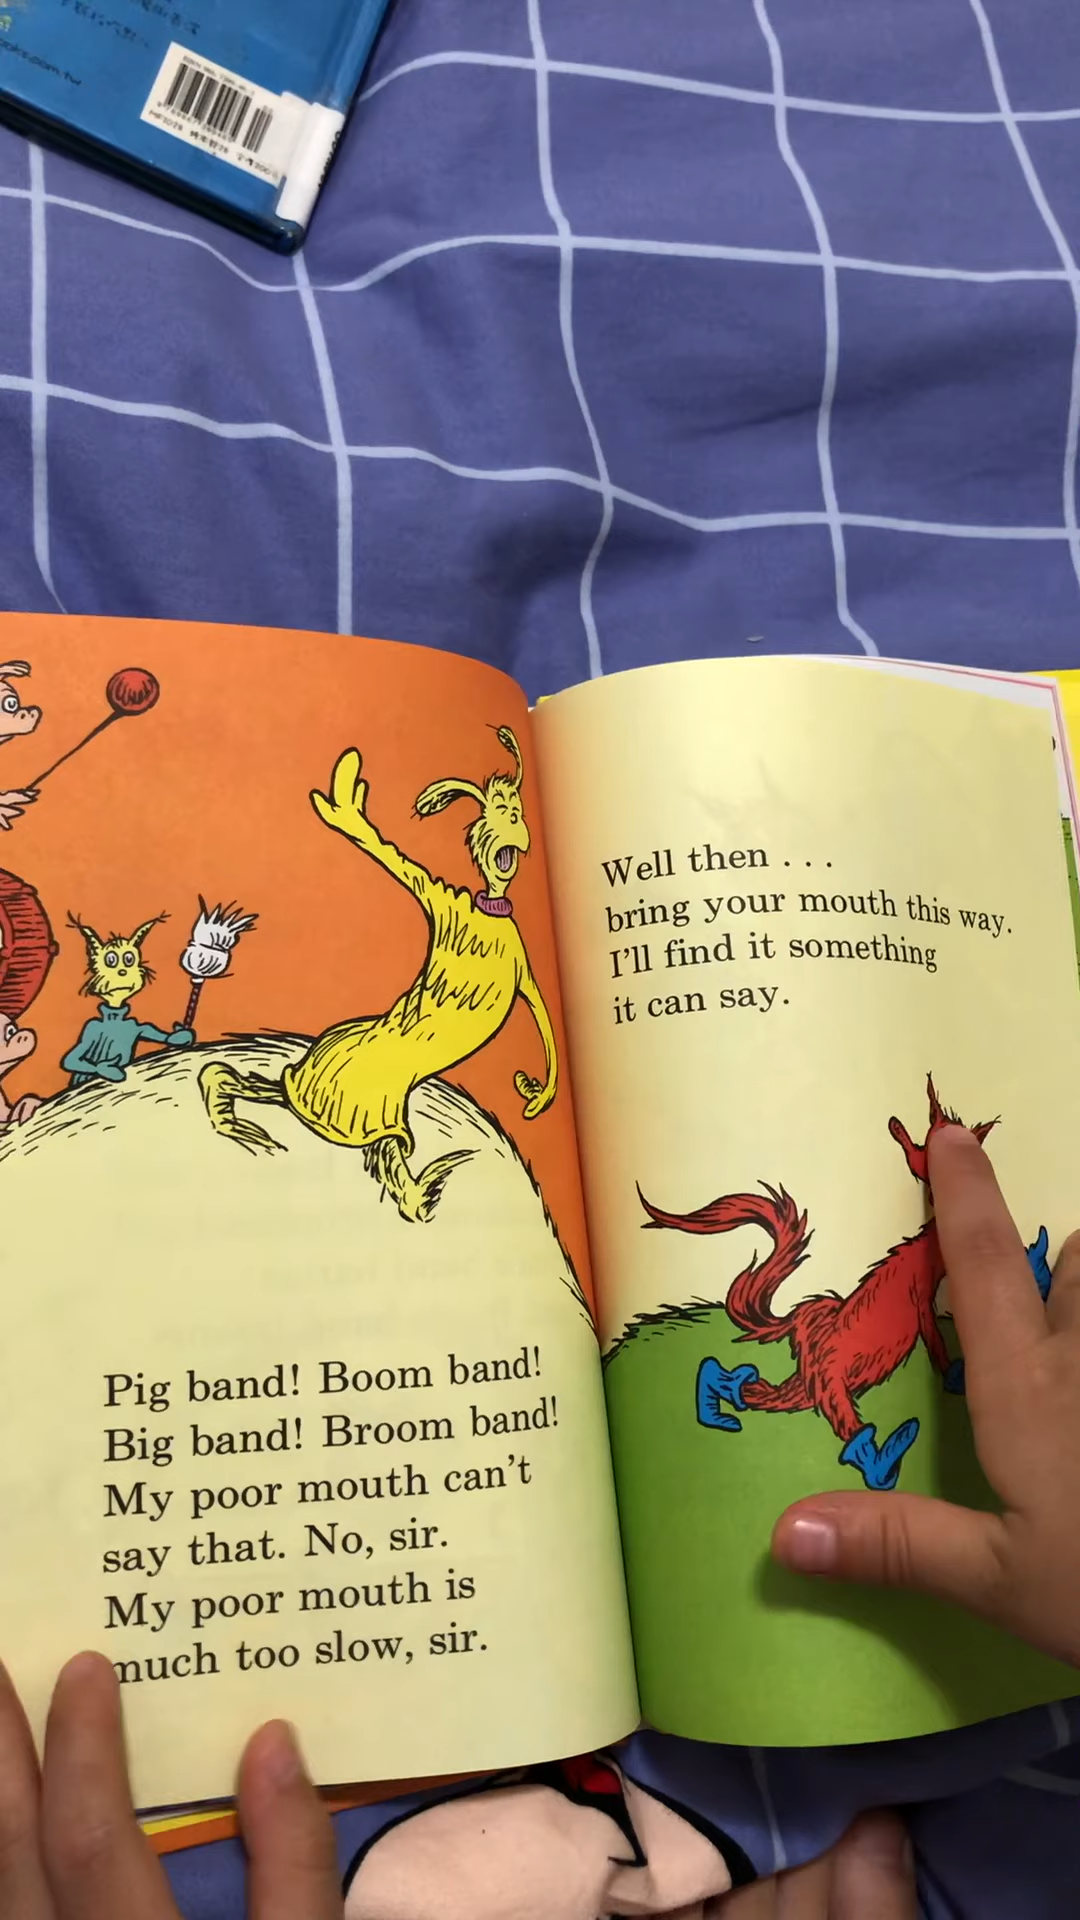 Pig band! Boom band!
Big band! Broom band!
My poor mouth can't
say that. No, sir.
My poor mouth is
much too slow, sir.
Well then . . .
bring your mouth this way.
I'll find it something
it can say.